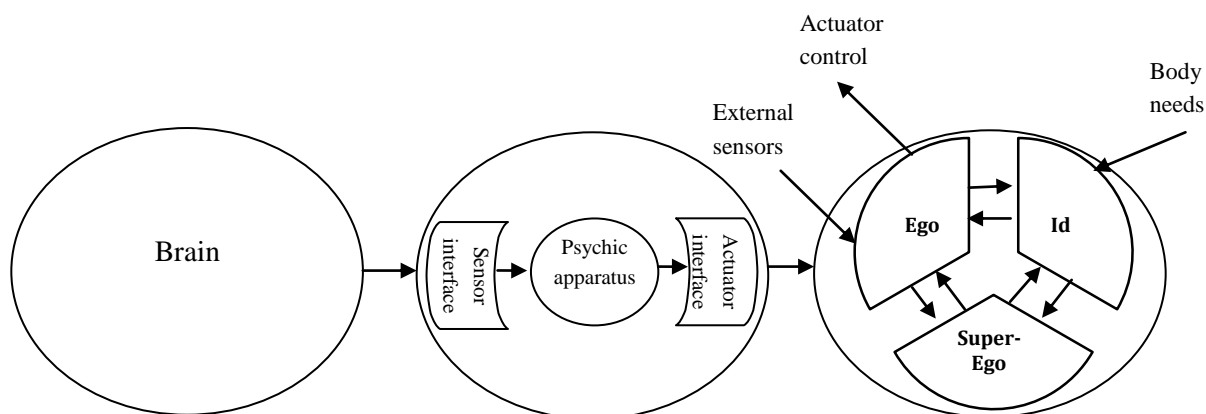 Brain
Sensor
interface
Psychic
apparatus
Actuator
interface
External
sensors
Actuator
control
Body
needs
Ego
Id
Super-
Ego